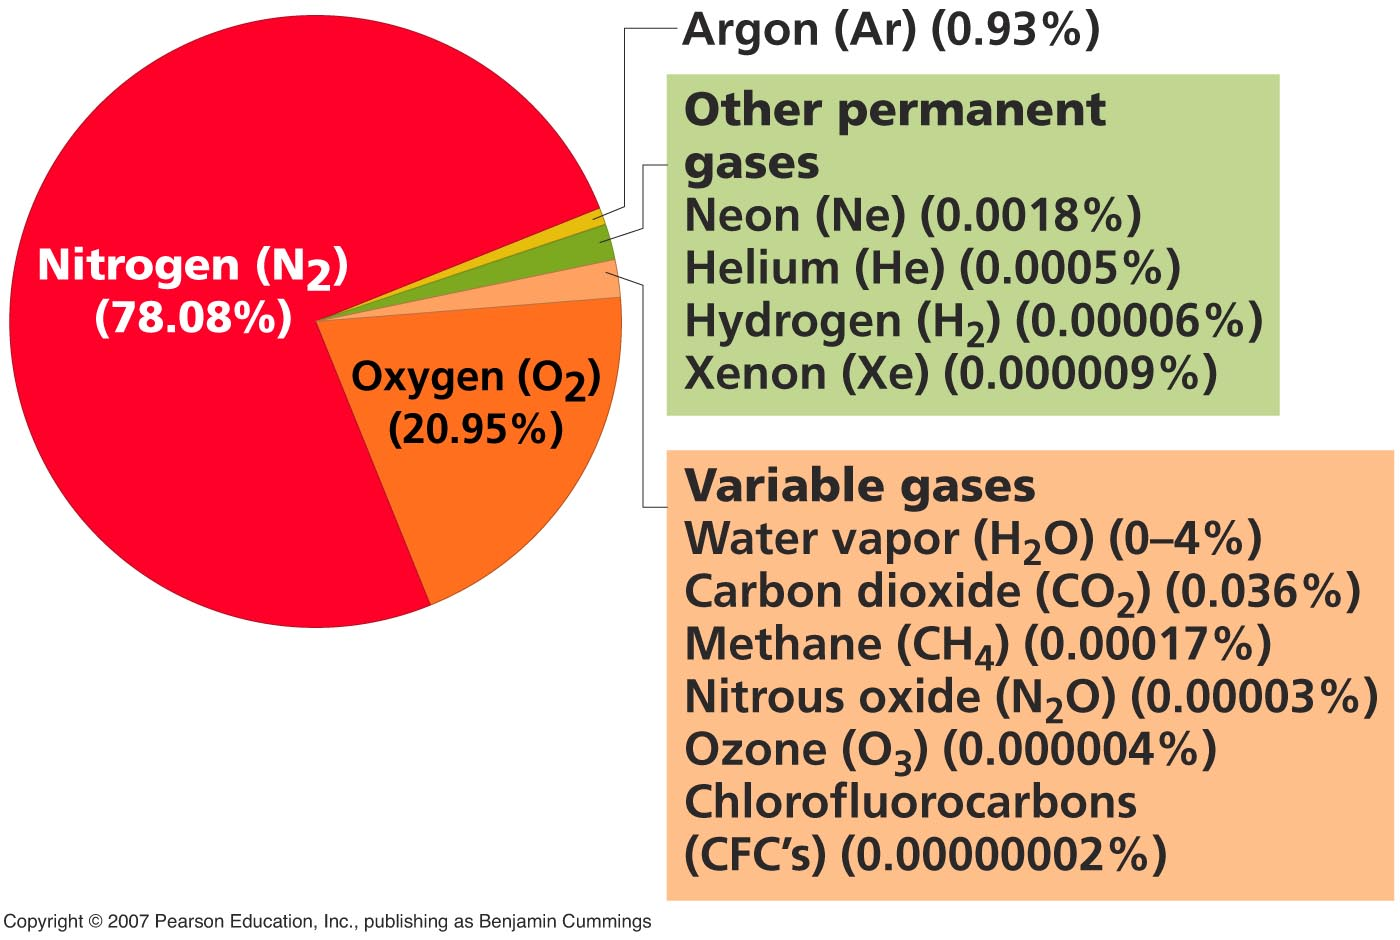 Argon (Ar) (0.93%)
Other permanent
gases
Neon (Ne) (0.0018%)
Helium (He) (0.0005%)
Hydrogen (H₂) (0.00006%)
Xenon (Xe) (0.000009%)
Nitrogen (N₂)
(78.08%)
Oxygen (O₂)
(20.95%)
Variable gases
Water vapor (H₂O) (0–4%)
Carbon dioxide (CO₂) (0.036%)
Methane (CH₄) (0.00017%)
Nitrous oxide (N₂O) (0.00003%)
Ozone (O₃) (0.000004%)
Chlorofluorocarbons
(CFC’s) (0.00000002%)
Copyright © 2007 Pearson Education, Inc., publishing as Benjamin Cummings